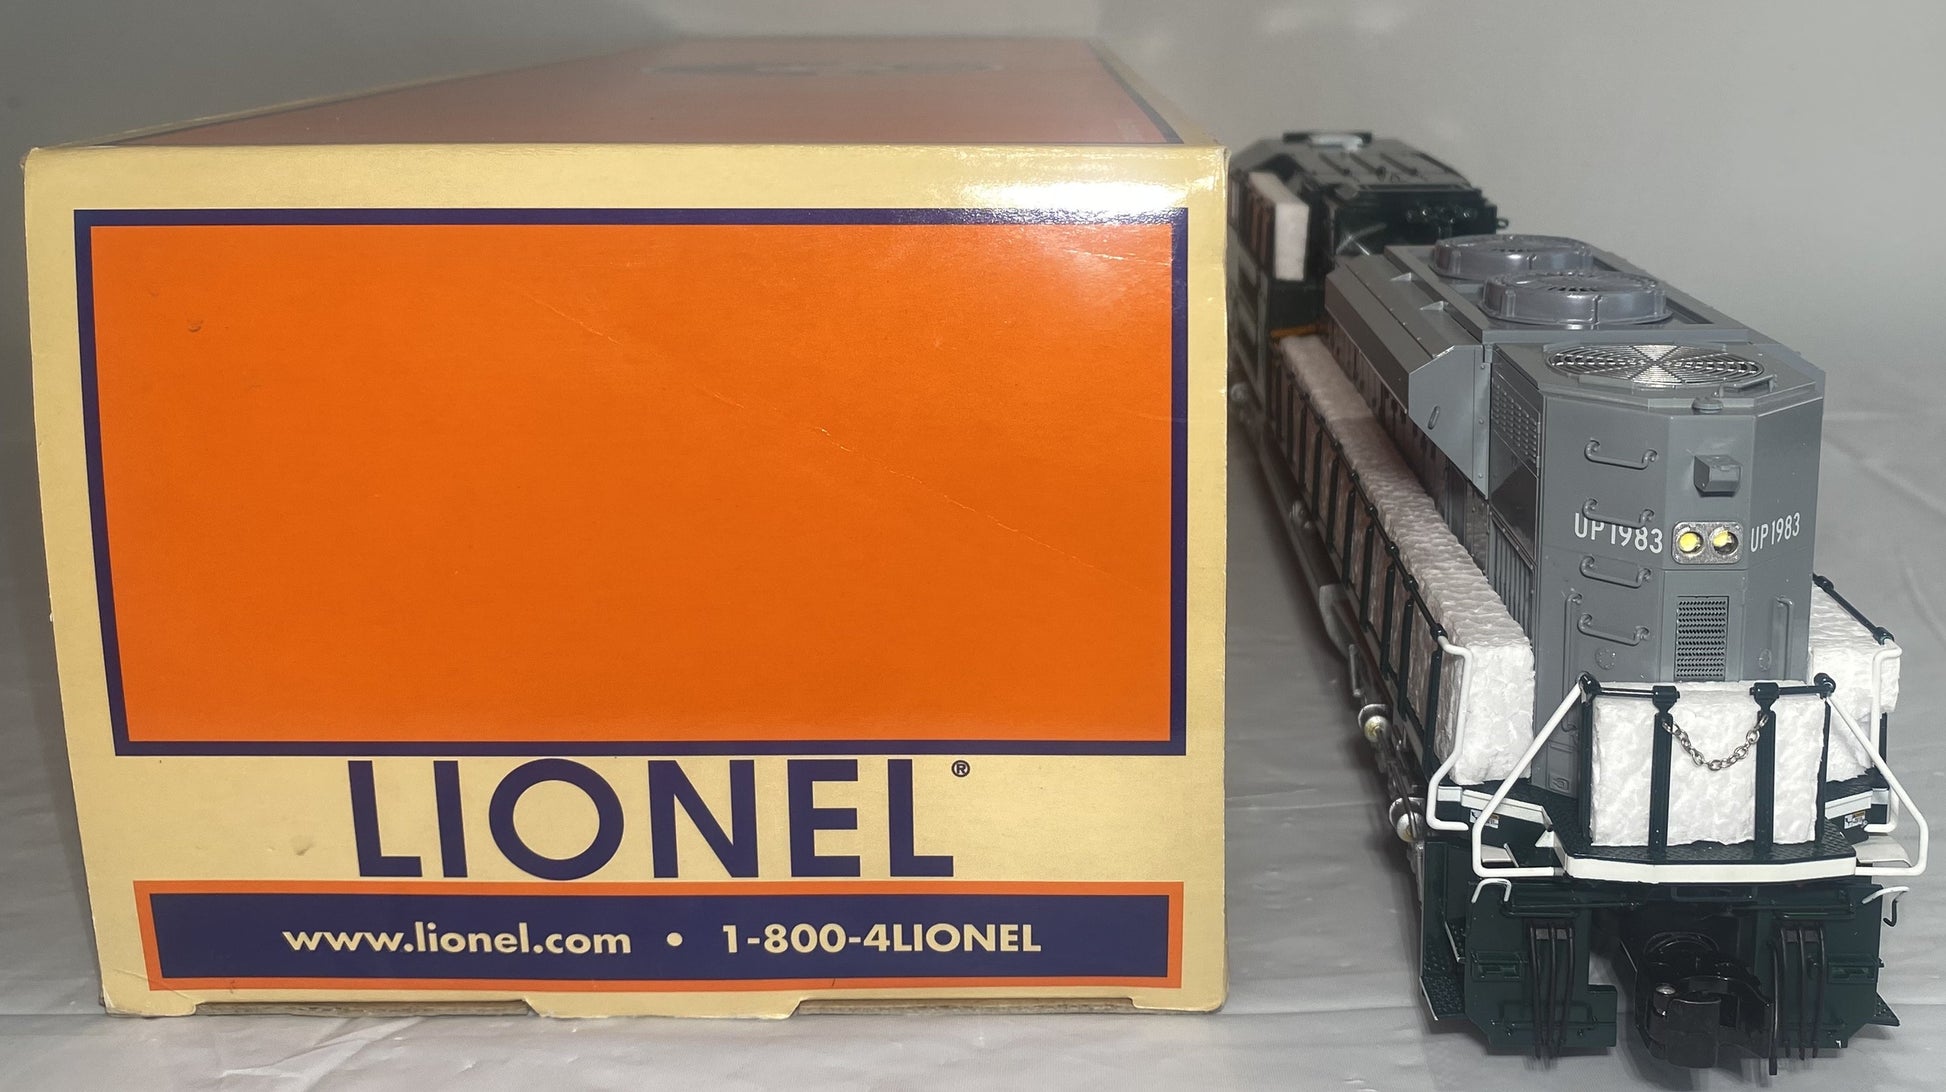 LIONEL®
www.lionel.com • 1-800-4LIONEL
UP1983 UP1983